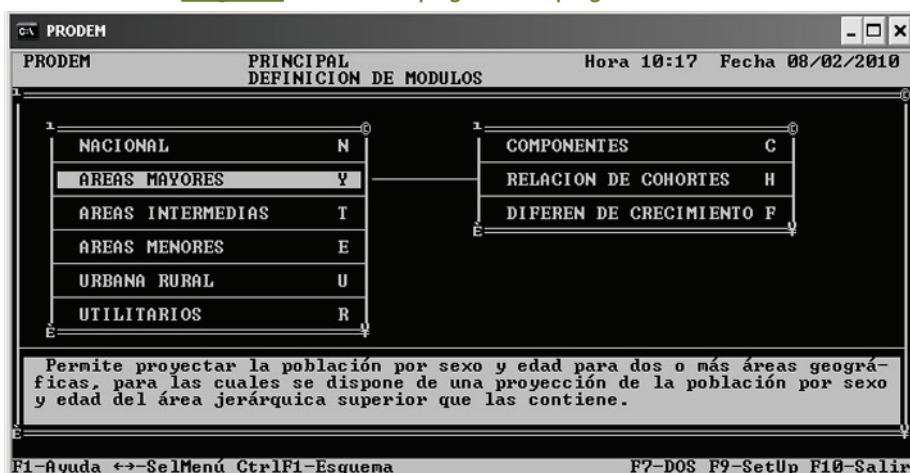 PRODEM
PRODEM PRINCIPAL Hora 10:17 Fecha 08/02/2010
DEFINICION DE MODULOS
NACIONAL N
AREAS MAYORES Y
AREAS INTERMEDIAS T
AREAS MENORES E
URBANA RURAL U
UTILITARIOS R
COMPONENTES C
RELACION DE COHORTES H
DIFEREN DE CRECIMIENTO F
Permite proyectar la población por sexo y edad para dos o más áreas geográ-
ficas, para las cuales se dispone de una proyección de la población por sexo
y edad del área jerárquica superior que las contiene.
F1-Ayuda ↔-SelMenú CtrlF1-Esquema F7-DOS F9-SetUp F10-Salir